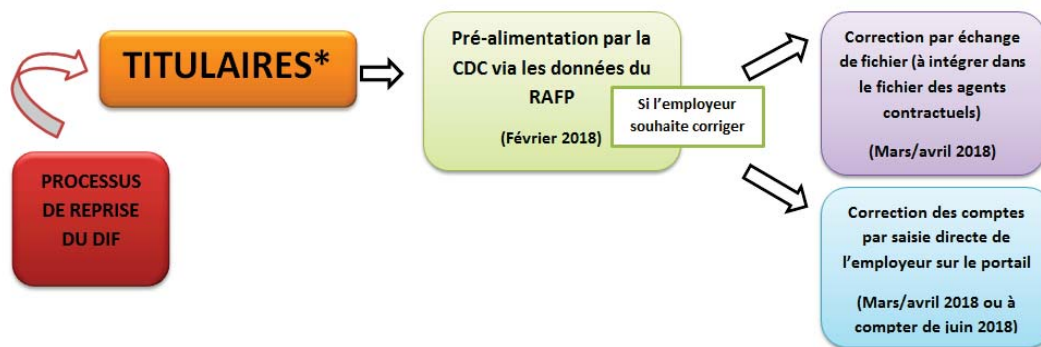 PROCESSUS
DE REPRISE
DU DIF
TITULAIRES*
Pré-alimentation par la
CDC via les données du
RAFP
(Février 2018)
Si l’employeur
souhaite corriger
Correction par échange
de fichier (à intégrer dans
le fichier des agents
contractuels)
(Mars/avril 2018)
Correction des comptes
par saisie directe de
l’employeur sur le portail
(Mars/avril 2018 ou à
compter de juin 2018)